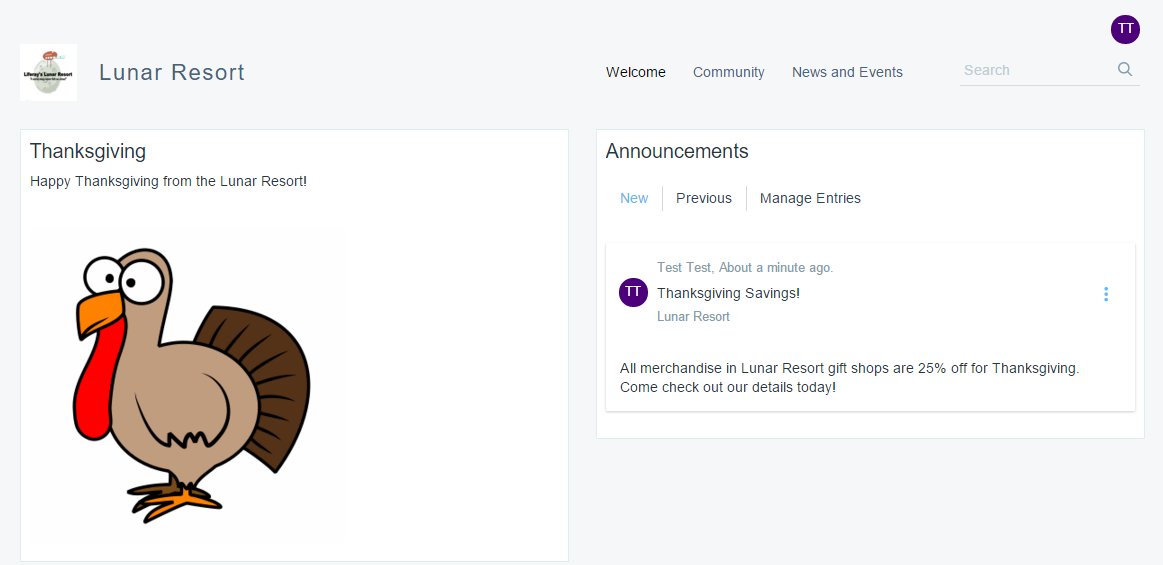 TT
Liferay's Lunar Resort
Lunar Resort
Welcome
Community
News and Events
Search
Thanksgiving
Happy Thanksgiving from the Lunar Resort!
Announcements
New
Previous
Manage Entries
Test Test, About a minute ago.
TT
Thanksgiving Savings!
Lunar Resort
All merchandise in Lunar Resort gift shops are 25% off for Thanksgiving.
Come check out our details today!